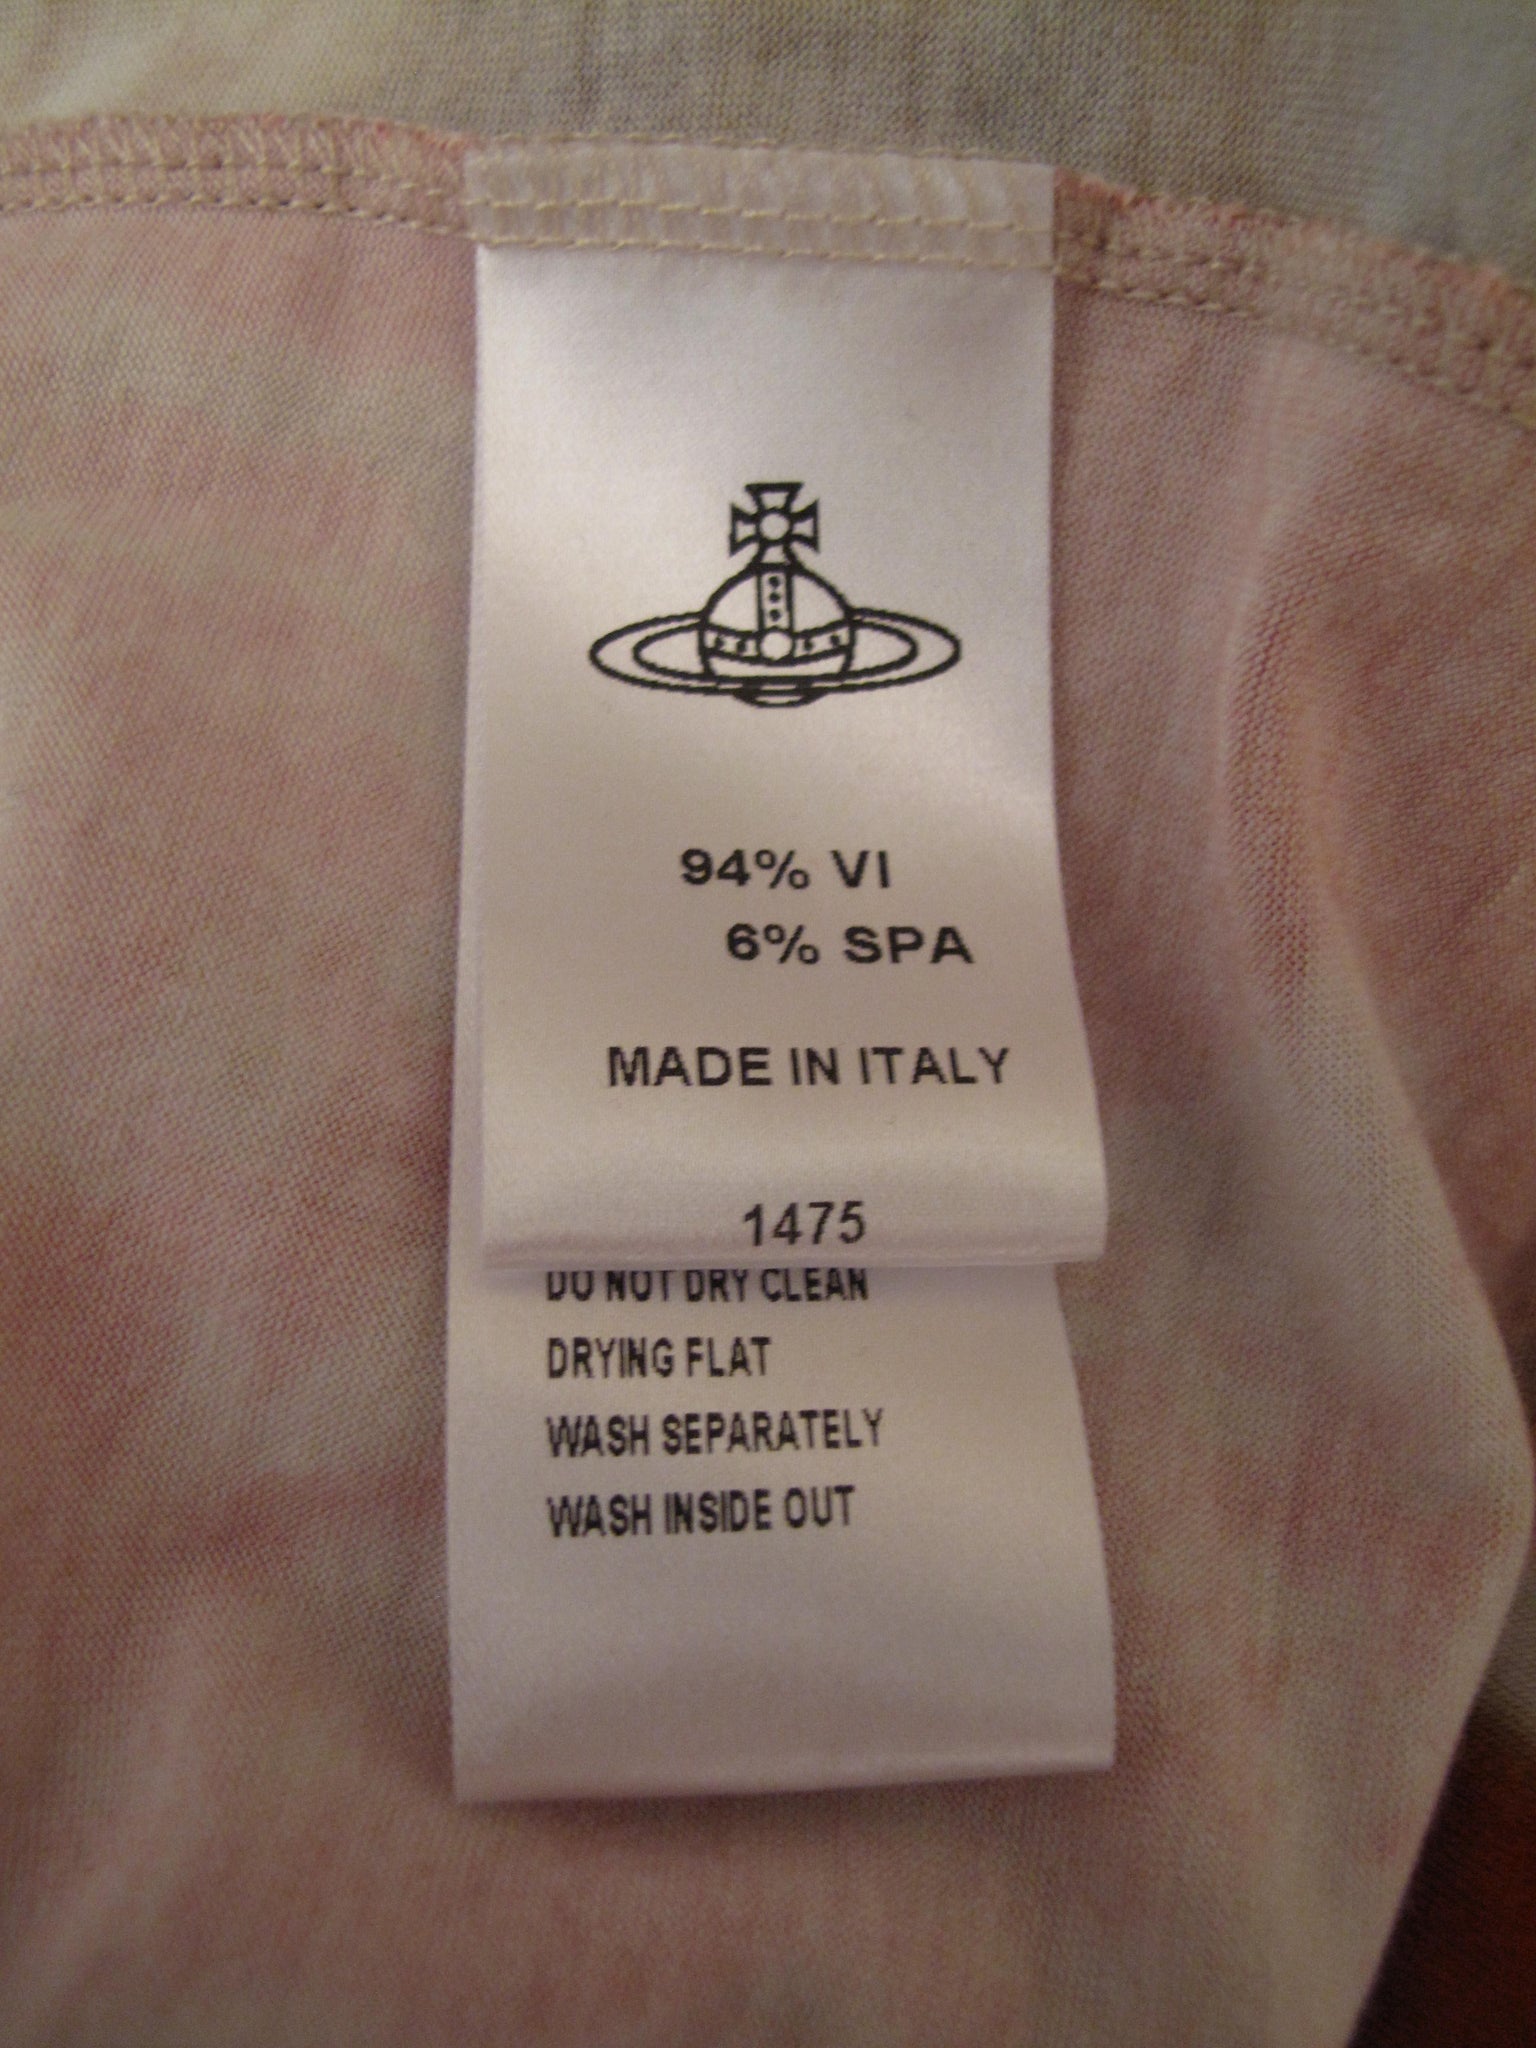 94% VI
6% SPA
MADE IN ITALY
1475
DO NOT DRY CLEAN
DRYING FLAT
WASH SEPARATELY
WASH INSIDE OUT